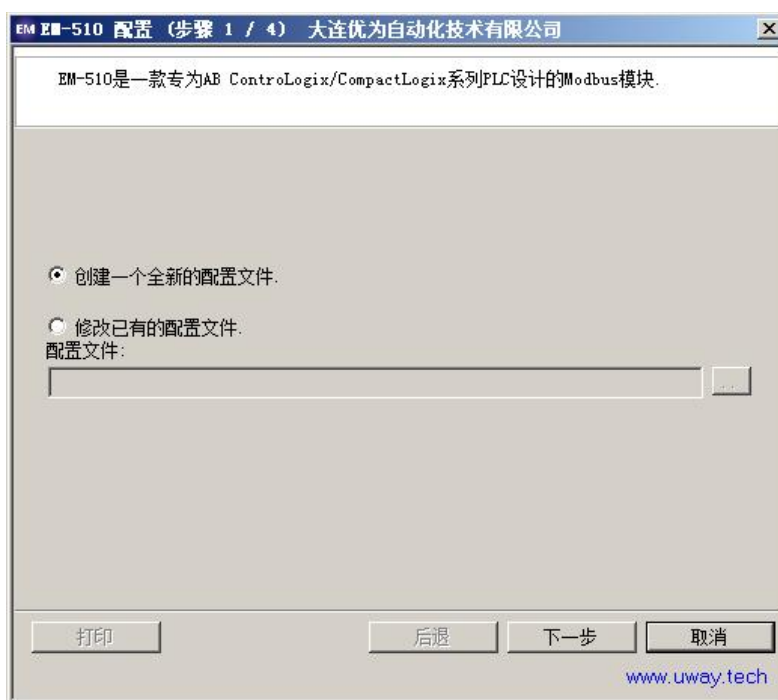 EM EM-510 配置 (步骤 1 / 4) 大连优为自动化技术有限公司
EM-510是一款专为AB ControLogix/CompactLogix系列PLC设计的Modbus模块.
创建一个全新的配置文件.
修改已有的配置文件.
配置文件:
..
打印 后退 下一步 取消
www.uway.tech